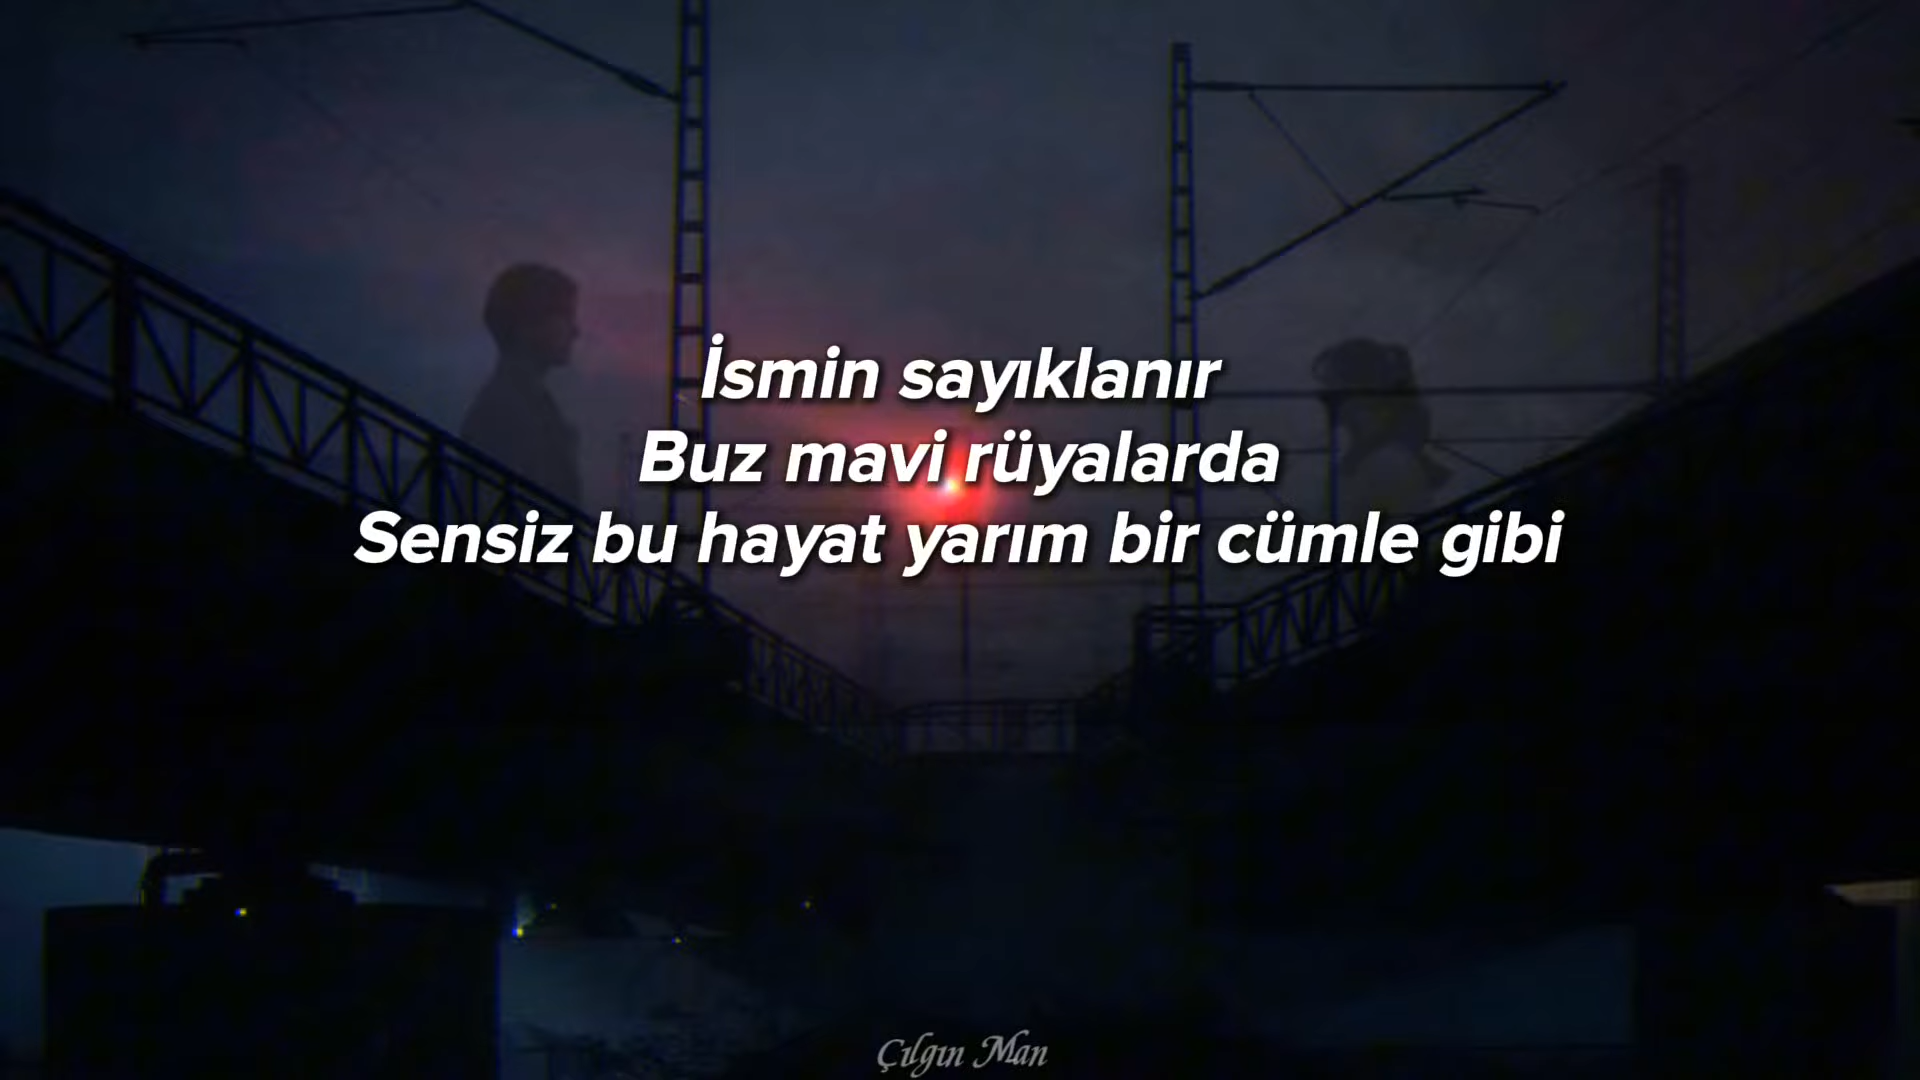 İsmin sayıklanır
Buz mavi rüyalarda
Sensiz bu hayat yarım bir cümle gibi
Çılgın Man